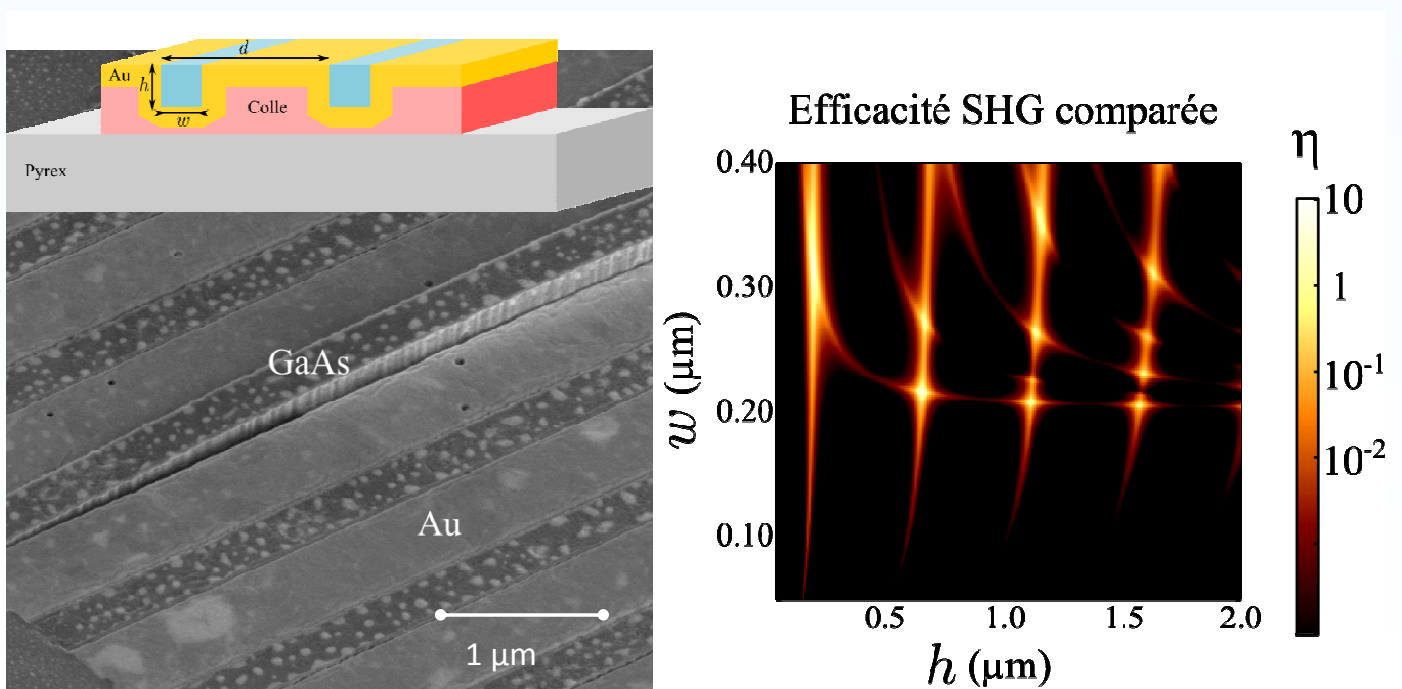 d
Au
h
w
Colle
Pyrex
GaAs
Au
1 μm
Efficacité SHG comparée
η
0.40
0.30
0.20
0.10
w (μm)
0.5 1.0 1.5 2.0
h (μm)
10
1
10⁻¹
10⁻²